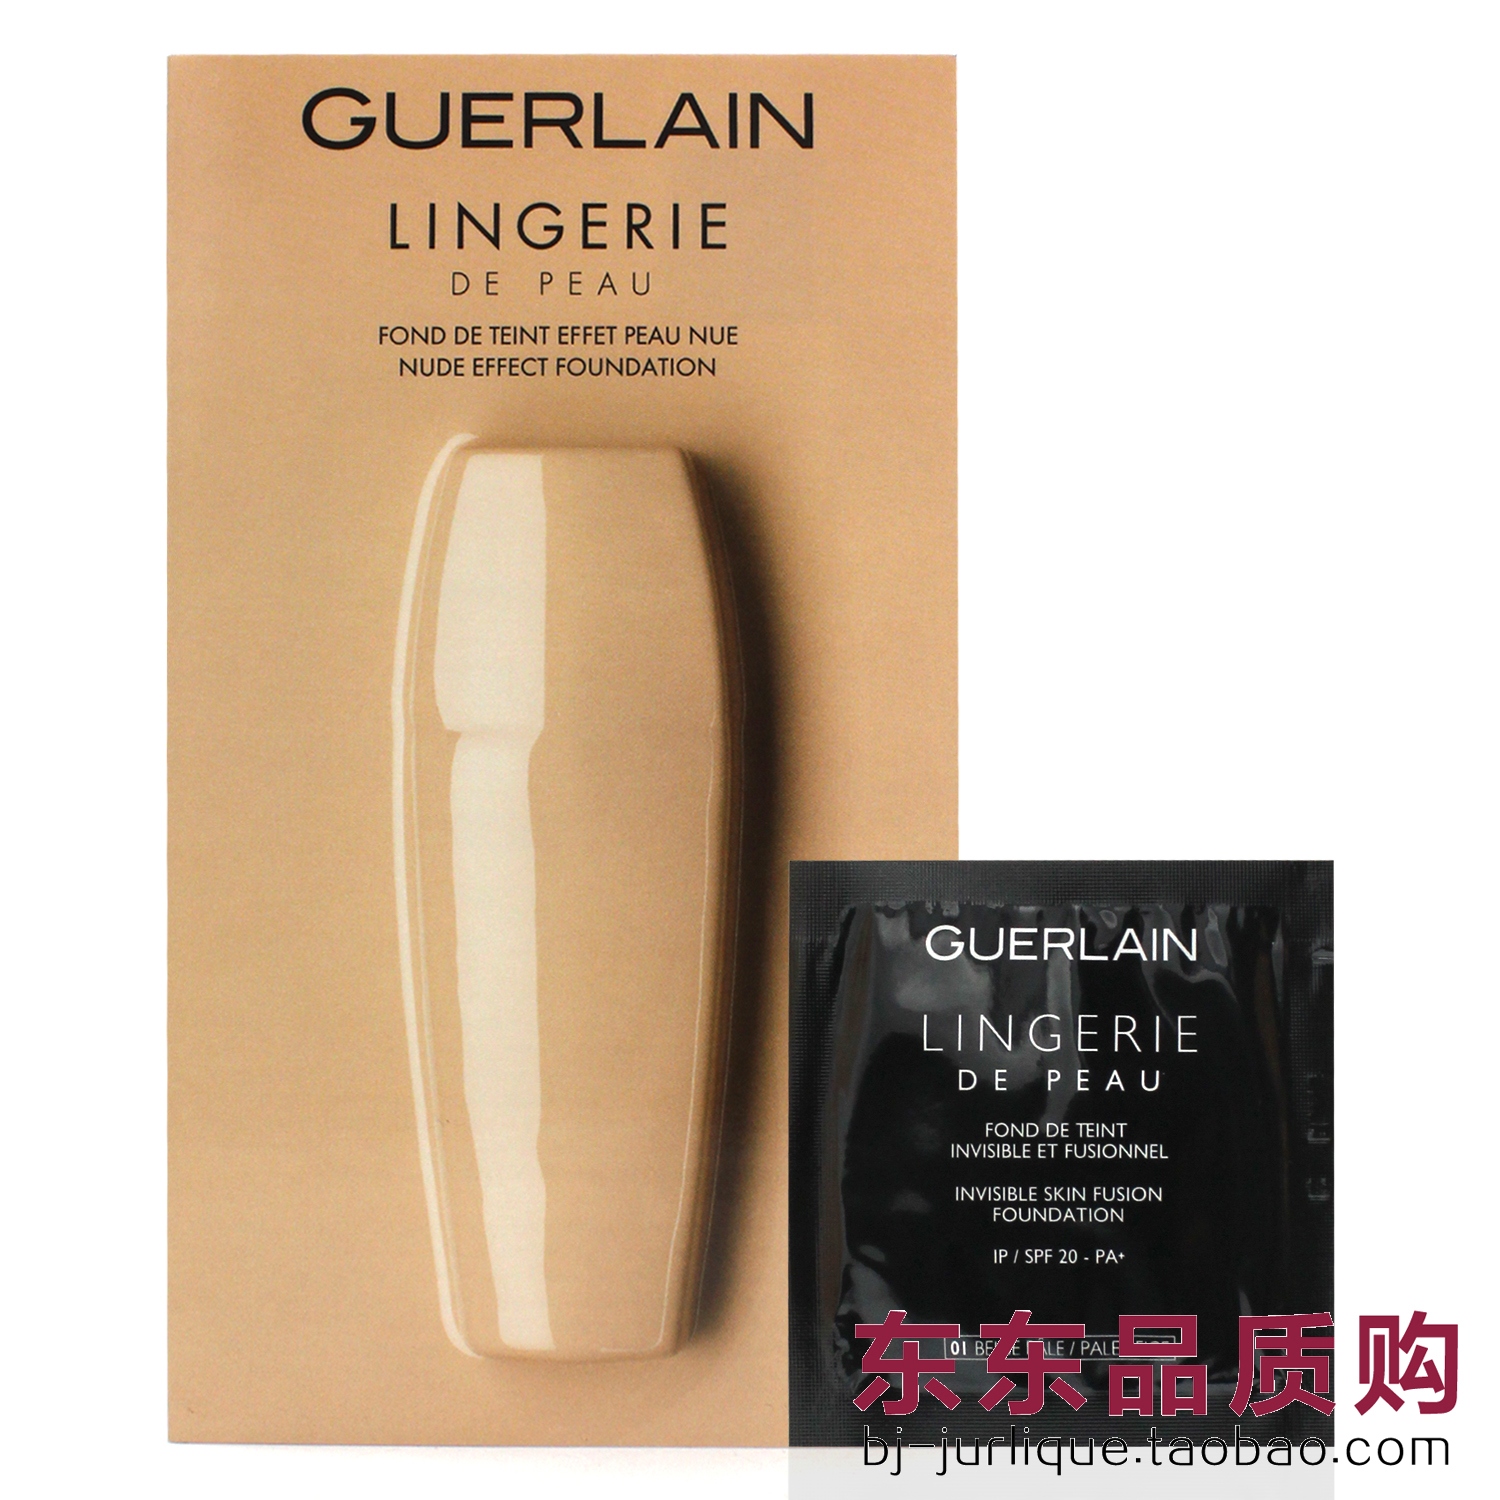 GUERLAIN
LINGERIE
DE PEAU
FOND DE TEINT EFFET PEAU NUE
NUDE EFFECT FOUNDATION
GUERLAIN
LINGERIE
DE PEAU
FOND DE TEINT
INVISIBLE ET FUSIONNEL
INVISIBLE SKIN FUSION
FOUNDATION
IP / SPF 20 - PA+
01 / PALE
东东品质购
bj-jurlique.taobao.com